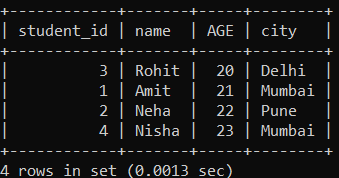 +------------+-------+-----+--------+
| student_id | name  | AGE | city   |
+------------+-------+-----+--------+
|          3 | Rohit |  20 | Delhi  |
|          1 | Amit  |  21 | Mumbai |
|          2 | Neha  |  22 | Pune   |
|          4 | Nisha |  23 | Mumbai |
+------------+-------+-----+--------+
4 rows in set (0.0013 sec)